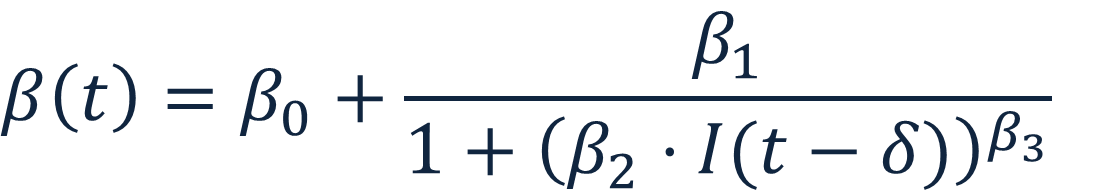 β(t) = β₀ + β₁ / (1 + (β₂ · I(t − δ))^β₃)